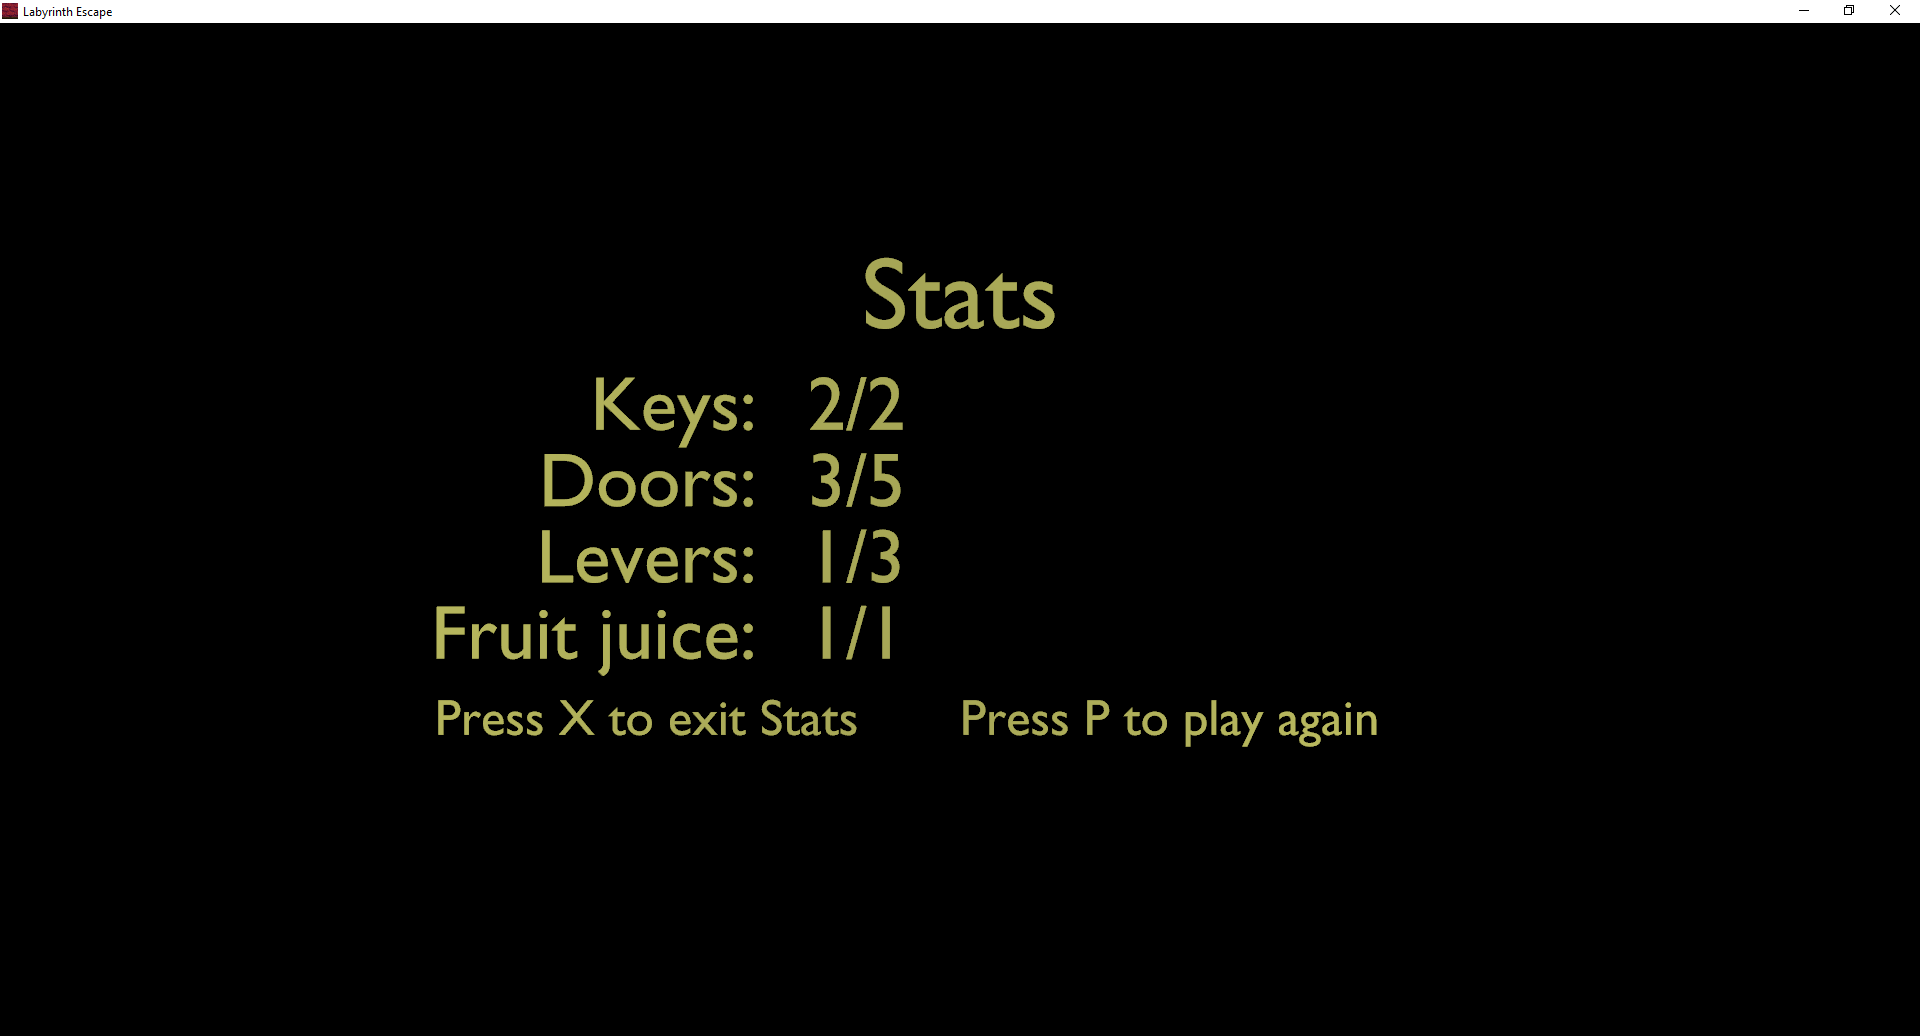 Labyrinth Escape
Stats
Keys: 2/2
Doors: 3/5
Levers: 1/3
Fruit juice: 1/1
Press X to exit Stats Press P to play again